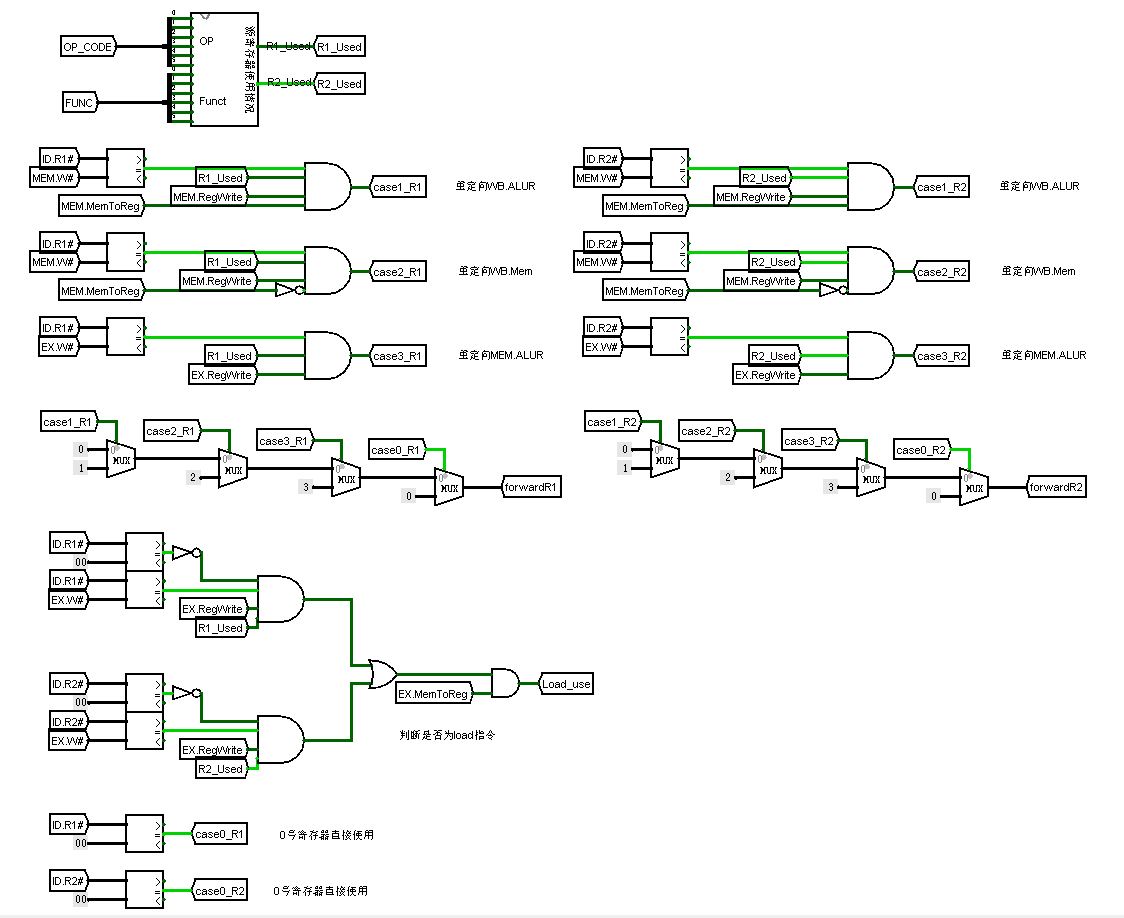 OP_CODE
OP
源寄存器使用情况
R1_Used
R1_Used
R2_Used
R2_Used
FUNC
Funct
ID.R1#
MEM.W#
>
=
<
R1_Used
MEM.RegWrite
MEM.MemToReg
case1_R1
重定向WB.ALUR
ID.R2#
MEM.W#
>
=
<
R2_Used
MEM.RegWrite
MEM.MemToReg
case1_R2
重定向WB.ALUR
ID.R1#
MEM.W#
>
=
<
R1_Used
MEM.RegWrite
MEM.MemToReg
case2_R1
重定向WB.Mem
ID.R2#
MEM.W#
>
=
<
R2_Used
MEM.RegWrite
MEM.MemToReg
case2_R2
重定向WB.Mem
ID.R1#
EX.W#
>
=
<
R1_Used
EX.RegWrite
case3_R1
重定向MEM.ALUR
ID.R2#
EX.W#
>
=
<
R2_Used
EX.RegWrite
case3_R2
重定向MEM.ALUR
case1_R1
case2_R1
case3_R1
case0_R1
0
1
MUX
2
MUX
3
MUX
0
MUX
forwardR1
case1_R2
case2_R2
case3_R2
case0_R2
0
1
MUX
2
MUX
3
MUX
0
MUX
forwardR2
ID.R1#
00
>
=
<
ID.R1#
EX.W#
>
=
<
EX.RegWrite
R1_Used
ID.R2#
00
>
=
<
ID.R2#
EX.W#
>
=
<
EX.RegWrite
R2_Used
EX.MemToReg
Load_use
判断是否为load指令
ID.R1#
00
>
=
<
case0_R1
0号寄存器直接使用
ID.R2#
00
>
=
<
case0_R2
0号寄存器直接使用